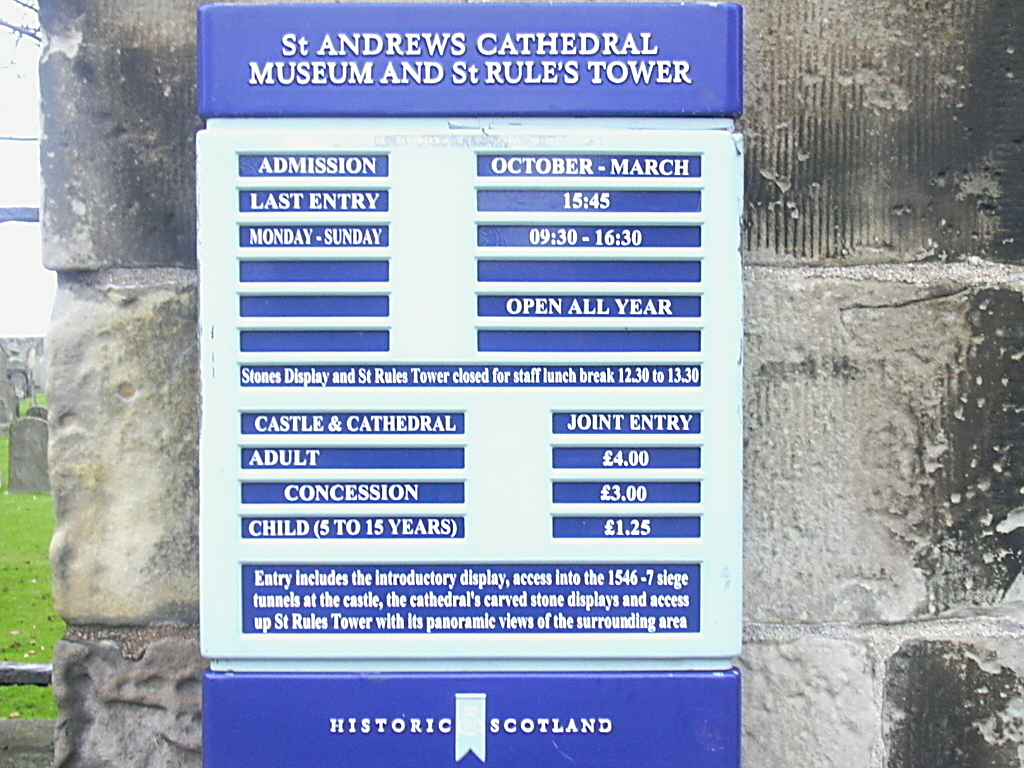 St ANDREWS CATHEDRAL
MUSEUM AND St RULE'S TOWER
ADMISSION OCTOBER - MARCH
LAST ENTRY 15:45
MONDAY - SUNDAY 09:30 - 16:30
OPEN ALL YEAR
Stones Display and St Rules Tower closed for staff lunch break 12.30 to 13.30
CASTLE & CATHEDRAL JOINT ENTRY
ADULT £4.00
CONCESSION £3.00
CHILD (5 TO 15 YEARS) £1.25
Entry includes the introductory display, access into the 1546 -7 siege
tunnels at the castle, the cathedral's carved stone displays and access
up St Rules Tower with its panoramic views of the surrounding area
HISTORIC SCOTLAND